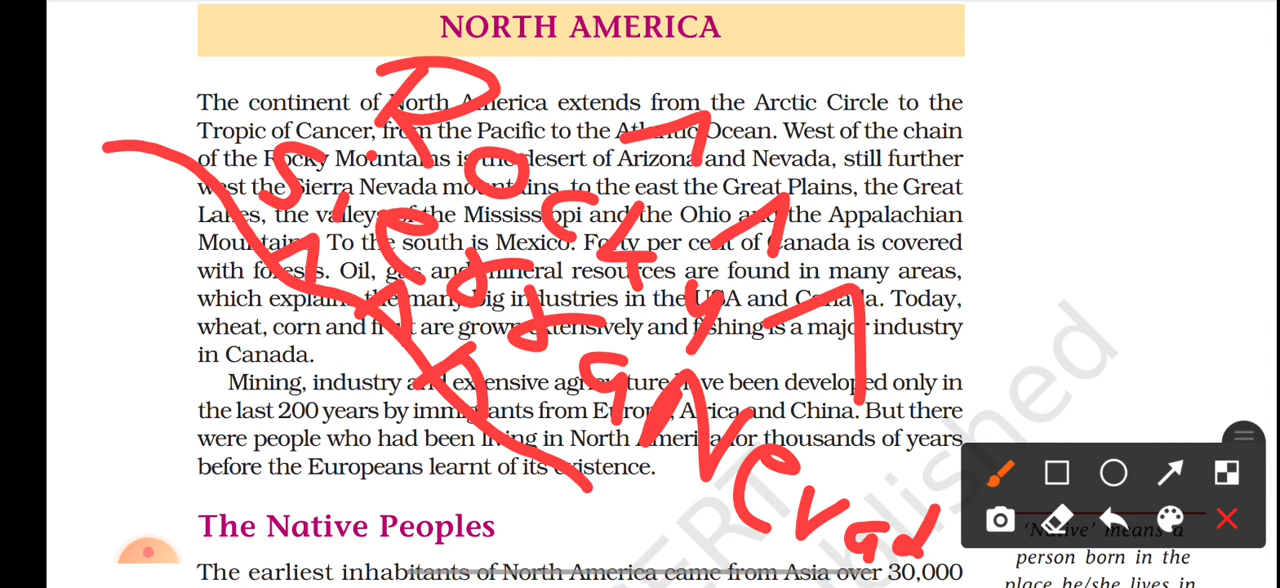 NORTH AMERICA
The continent of North America extends from the Arctic Circle to the
Tropic of Cancer, from the Pacific to the Atlantic Ocean. West of the chain
of the Rocky Mountains is the desert of Arizona and Nevada, still further
west the Sierra Nevada mountains, to the east the Great Plains, the Great
Lakes, the valleys of the Mississippi and the Ohio and the Appalachian
Mountains. To the south is Mexico. Forty per cent of Canada is covered
with forests. Oil, gas and mineral resources are found in many areas,
which explains the many big industries in the USA and Canada. Today,
wheat, corn and fruit are grown extensively and fishing is a major industry
in Canada.
Mining, industry and extensive agriculture have been developed only in
the last 200 years by immigrants from Europe, Africa and China. But there
were people who had been living in North America for thousands of years
before the Europeans learnt of its existence.
The Native Peoples
The earliest inhabitants of North America came from Asia over 30,000
'Native' means a
person born in the
place he/she lives in
Rocky
Sierra Nevad
published